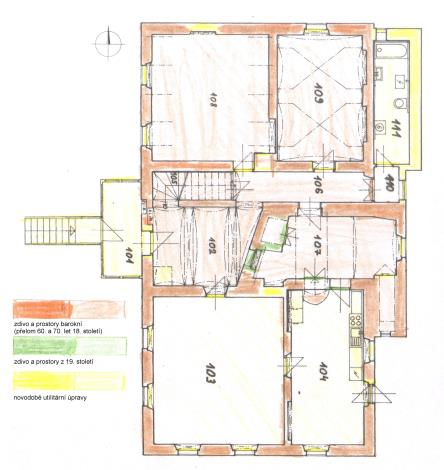 108
109
111
105
106
110
101
102
107
zdivo a prostory barokní
(přelom 60. a 70. let 18. století)
zdivo a prostory z 19. století
novodobé utilitární úpravy
103
104